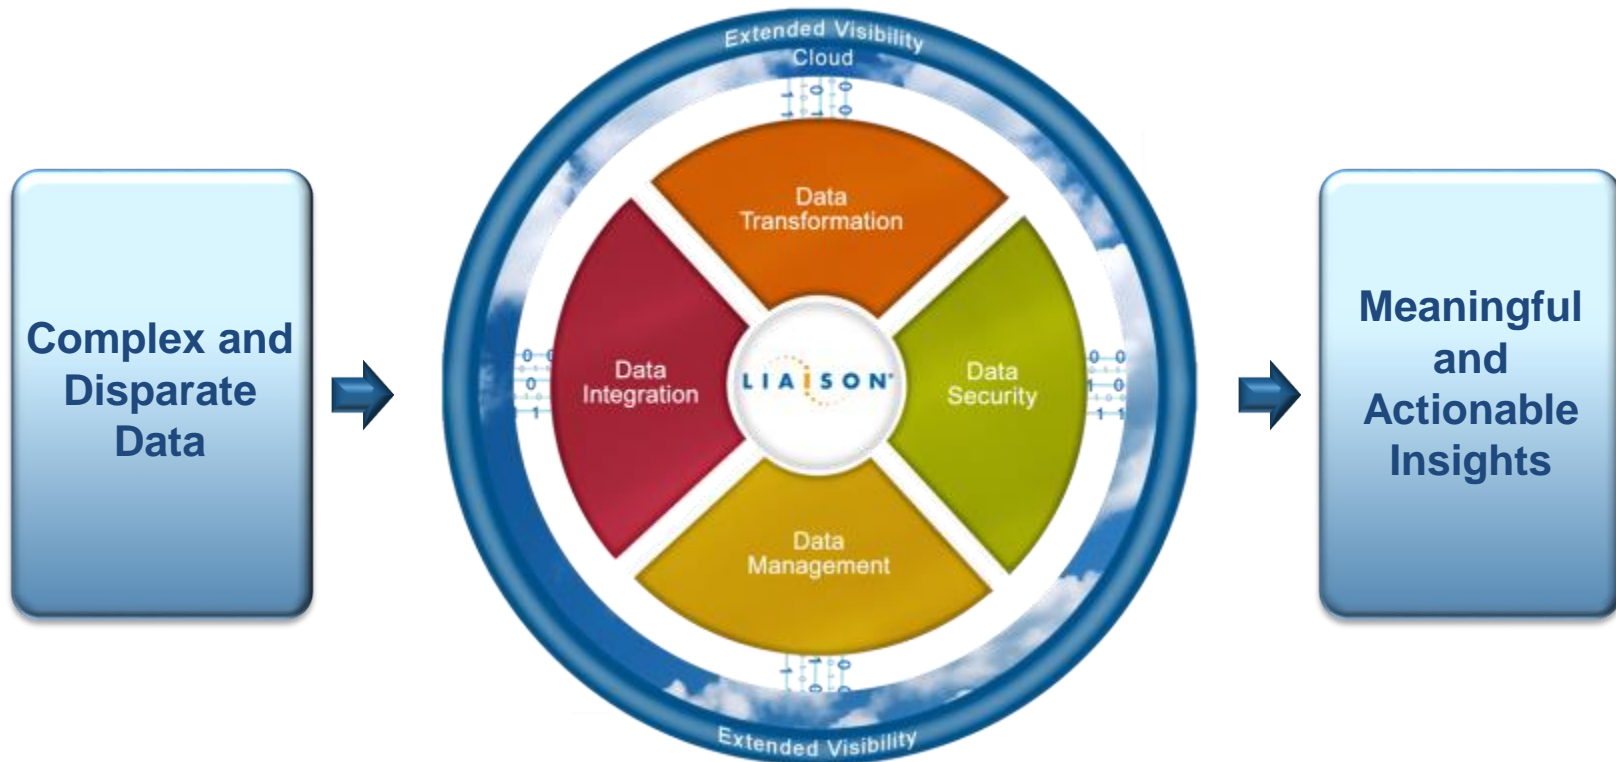 Complex and
Disparate
Data
Extended Visibility
Cloud
Data
Transformation
Data
Integration
LIAISON®
Data
Security
Data
Management
Extended Visibility
Meaningful
and
Actionable
Insights